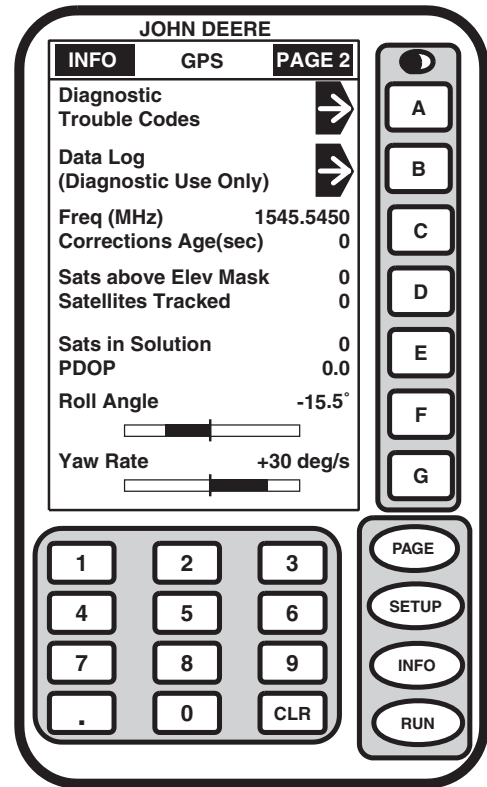 JOHN DEERE
INFO GPS PAGE 2
Diagnostic
Trouble Codes
Data Log
(Diagnostic Use Only)
Freq (MHz) 1545.5450
Corrections Age(sec) 0
Sats above Elev Mask 0
Satellites Tracked 0
Sats in Solution 0
PDOP 0.0
Roll Angle -15.5°
Yaw Rate +30 deg/s
A
B
C
D
E
F
G
PAGE
SETUP
INFO
RUN
1 2 3
4 5 6
7 8 9
. 0 CLR